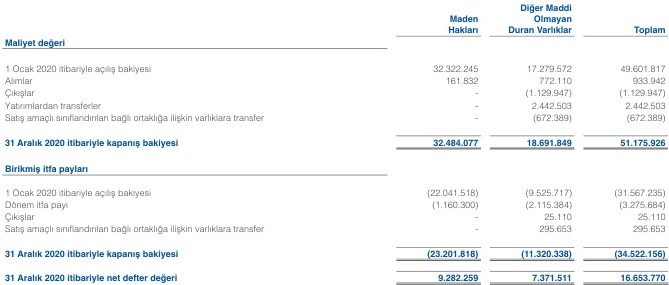 Diğer Maddi
Maden Olmayan
Hakları Duran Varlıklar Toplam
Maliyet değeri
1 Ocak 2020 itibariyle açılış bakiyesi 32.322.245 17.279.572 49.601.817
Alımlar 161.832 772.110 933.942
Çıkışlar - (1.129.947) (1.129.947)
Yatırımlardan transferler - 2.442.503 2.442.503
Satış amaçlı sınıflandırılan bağlı ortaklığa ilişkin varlıklara transfer - (672.389) (672.389)
31 Aralık 2020 itibariyle kapanış bakiyesi 32.484.077 18.691.849 51.175.926
Birikmiş itfa payları
1 Ocak 2020 itibariyle açılış bakiyesi (22.041.518) (9.525.717) (31.567.235)
Dönem itfa payı (1.160.300) (2.115.384) (3.275.684)
Çıkışlar - 25.110 25.110
Satış amaçlı sınıflandırılan bağlı ortaklığa ilişkin varlıklara transfer - 295.653 295.653
31 Aralık 2020 itibariyle kapanış bakiyesi (23.201.818) (11.320.338) (34.522.156)
31 Aralık 2020 itibariyle net defter değeri 9.282.259 7.371.511 16.653.770